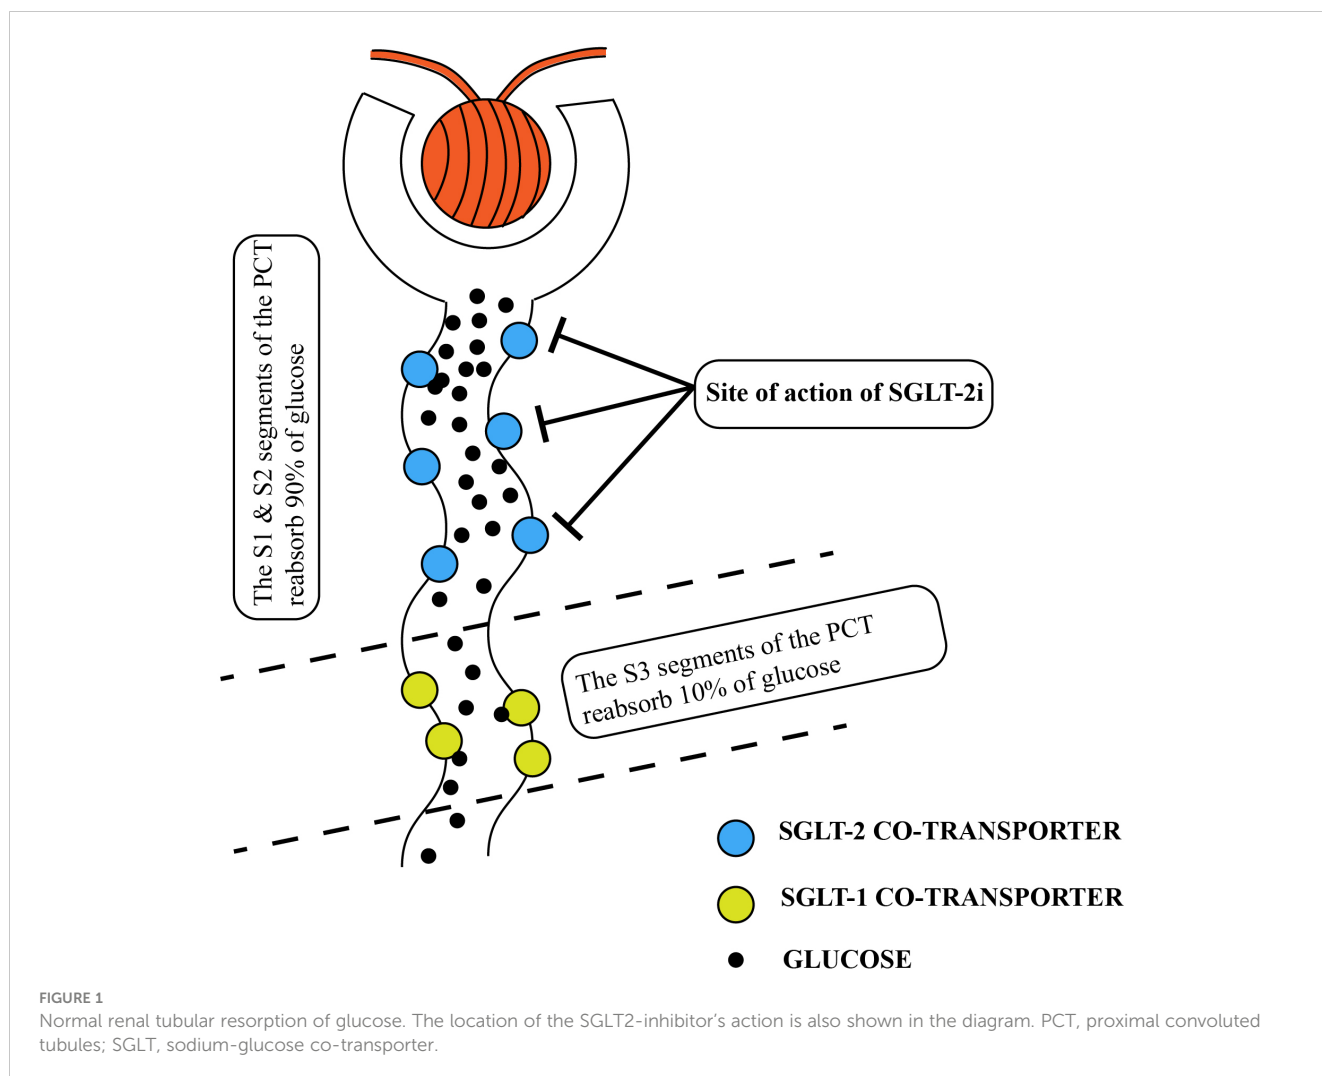 The S1 & S2 segments of the PCT
reabsorb 90% of glucose
Site of action of SGLT-2i
The S3 segments of the PCT
reabsorb 10% of glucose
SGLT-2 CO-TRANSPORTER
SGLT-1 CO-TRANSPORTER
GLUCOSE
FIGURE 1
Normal renal tubular resorption of glucose. The location of the SGLT2-inhibitor's action is also shown in the diagram. PCT, proximal convoluted
tubules; SGLT, sodium-glucose co-transporter.